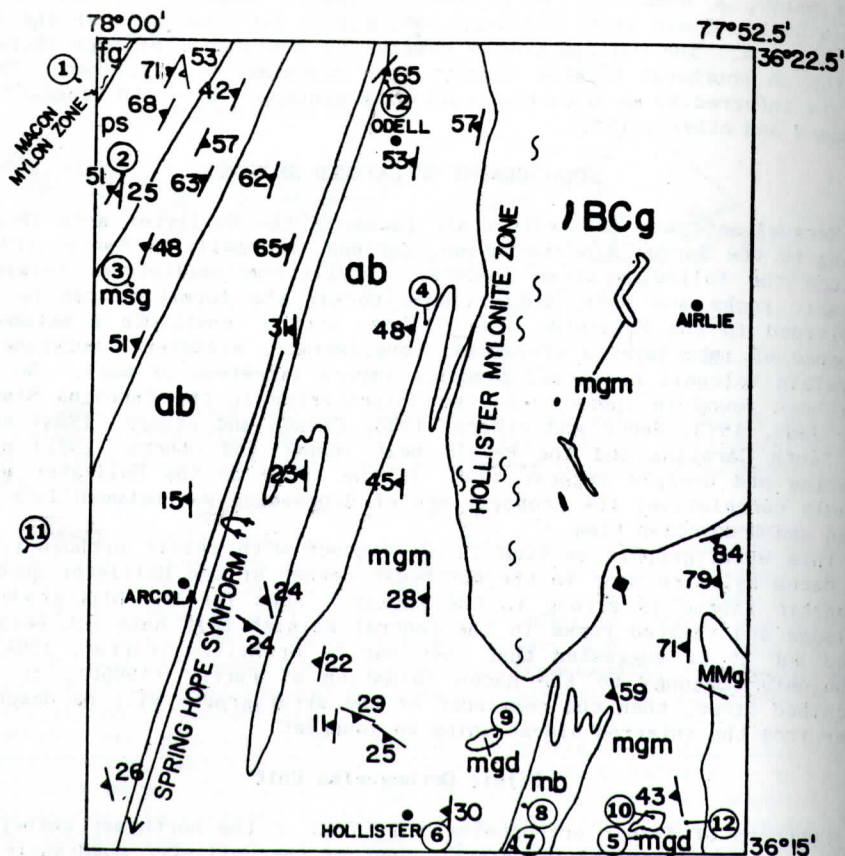 78°00'
77°52.5'
36°22.5'
fg
53
71
65
1
42
T2
MACON
MYLON ZONE
68
ODELL
57
ps
57
53
2
51
25
63
62
BCg
48
65
ab
3
msg
4
AIRLIE
31
48
51
HOLLISTER MYLONITE ZONE
mgm
ab
23
45
15
11
mgm
84
79
ARCOLA
28
24
24
SPRING HOPE SYNFORM
22
71
MMg
59
29
9
11
mgm
25
mgd
26
mb
43
30
8
10
12
HOLLISTER
6
7
5
mgd
36°15'